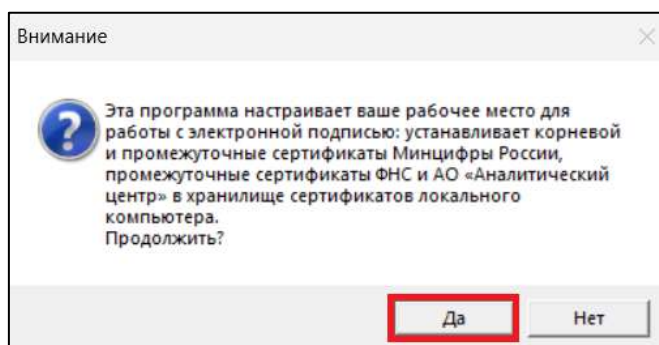 Внимание
Эта программа настраивает ваше рабочее место для
работы с электронной подписью: устанавливает корневой
и промежуточные сертификаты Минцифры России,
промежуточные сертификаты ФНС и АО «Аналитический
центр» в хранилище сертификатов локального
компьютера.
Продолжить?
Да
Нет